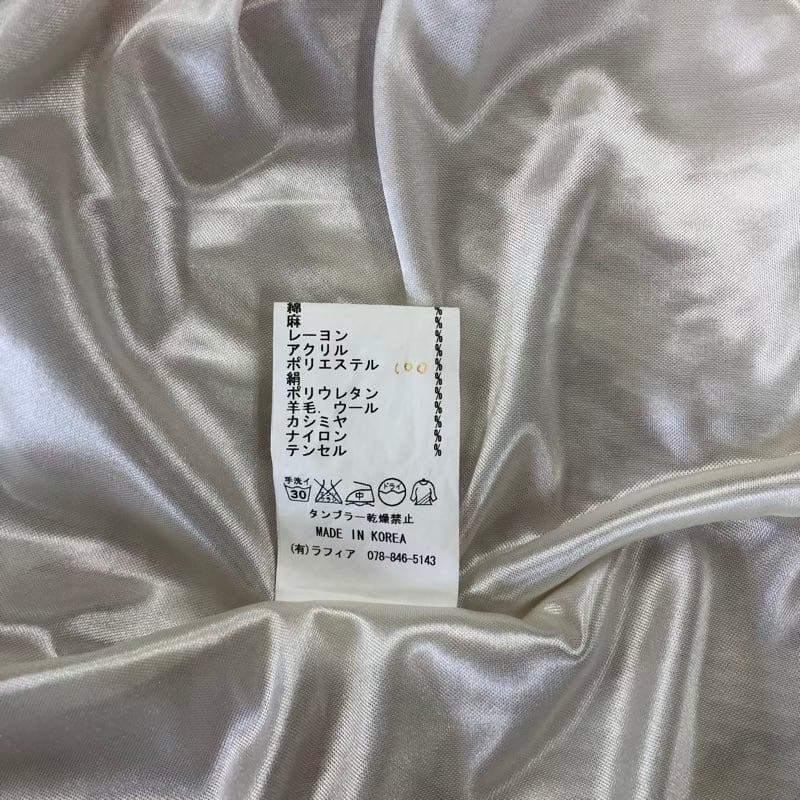 綿 %
麻 %
レーヨン %
アクリル %
ポリエステル 100 %
絹 %
ポリウレタン %
羊毛. ウール %
カシミヤ %
ナイロン %
テンセル %
手洗イ 30 中 ドライ
タンブラー乾燥禁止
MADE IN KOREA
(有)ラフィア 078-846-5143